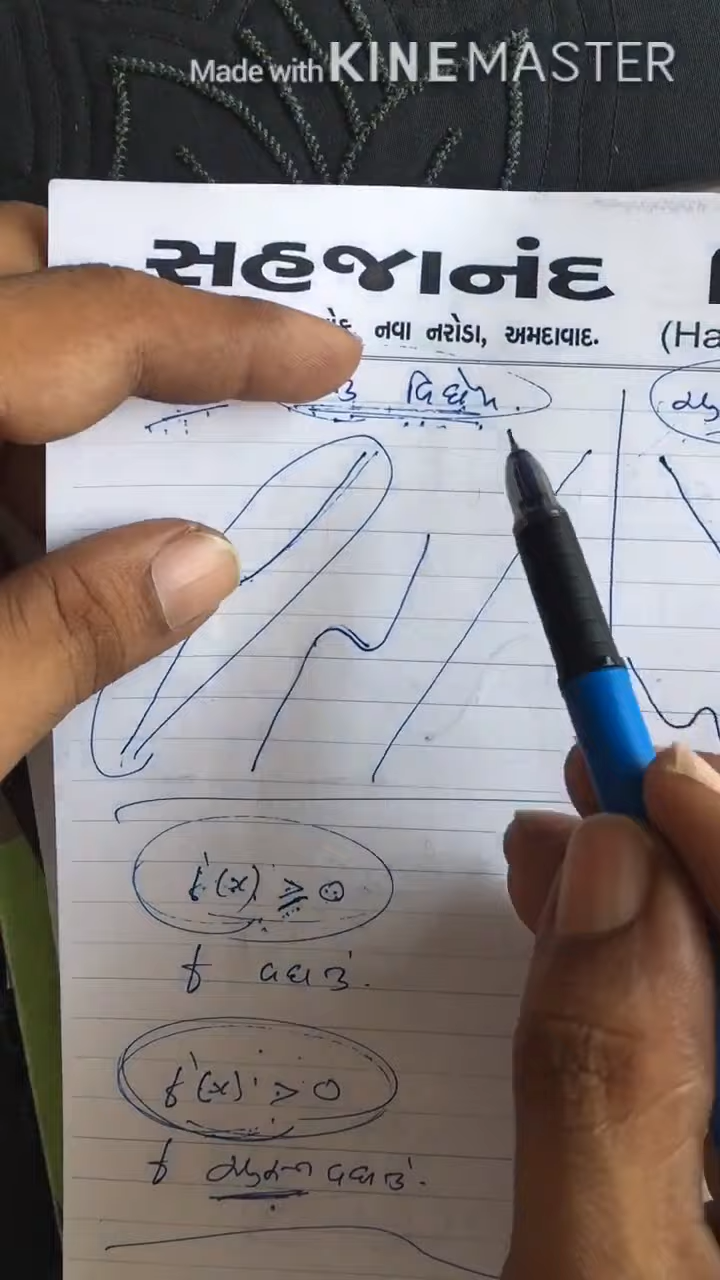 Made with KINEMASTER
સહજાનંદ
નવા નરોડા, અમદાવાદ. (Ha
વિધેય.
f'(x) ≥ 0
f વધતું.
f'(x) > 0
f ચુસ્ત વધતું.